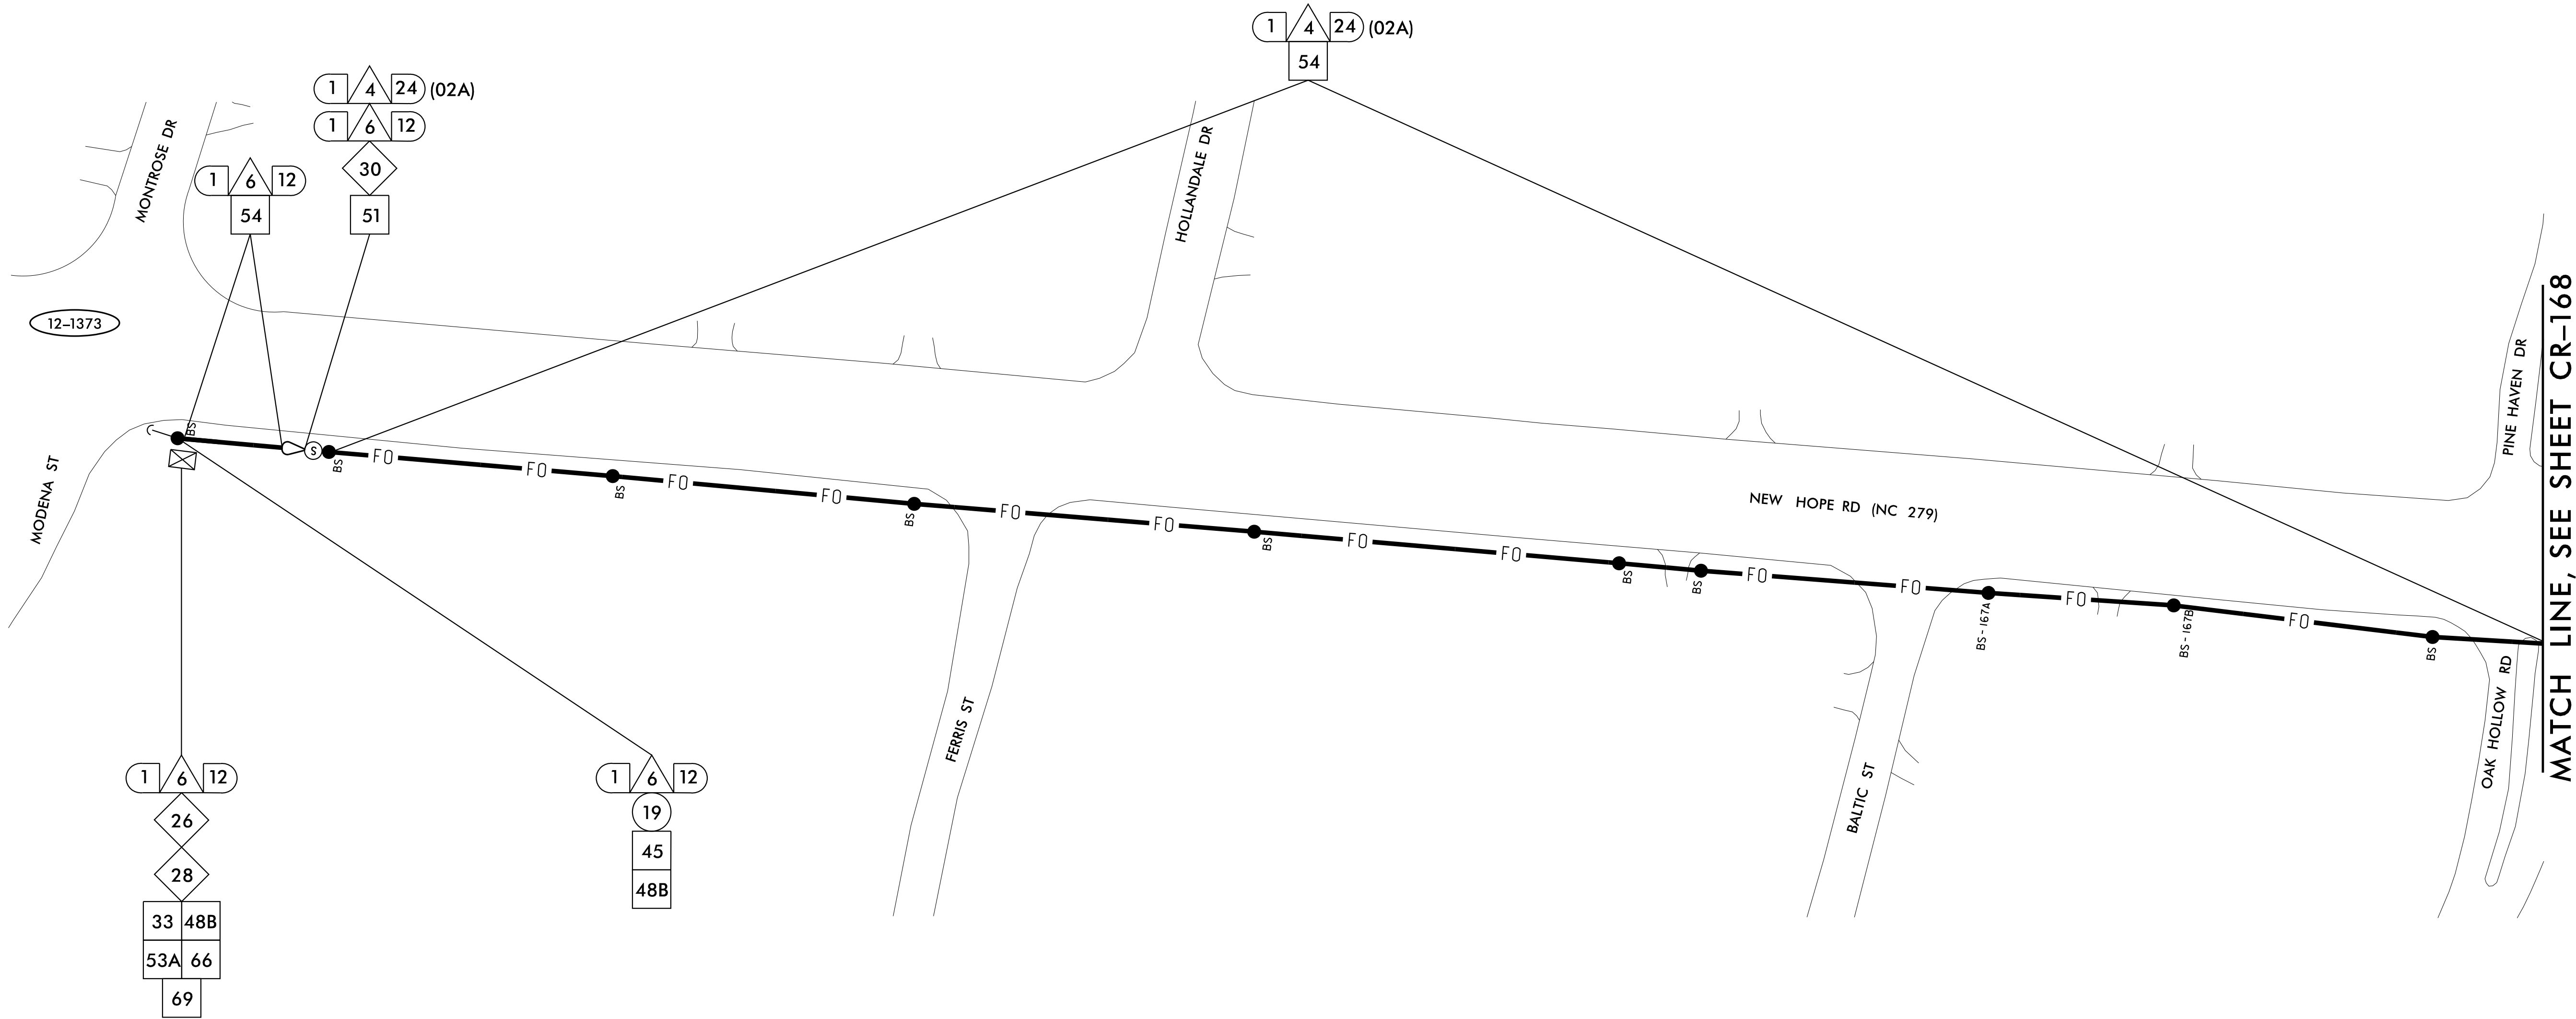 1 4 24 (02A)
54
1 4 24 (02A)
1 6 12
30
51
MONTROSE DR
1 6 12
54
HOLLANDALE DR
12-1373
MODENA ST
BS
S
BS
FO
FO
BS
FO
FO
BS
FO
FO
BS
FO
FO
BS
BS
FO
FO
BS - 167A
FO
BS - 167B
FO
BS
NEW HOPE RD (NC 279)
PINE HAVEN DR
MATCH LINE, SEE SHEET CR-168
FERRIS ST
BALTIC ST
OAK HOLLOW RD
1 6 12
26
28
33 48B
53A 66
69
1 6 12
19
45
48B